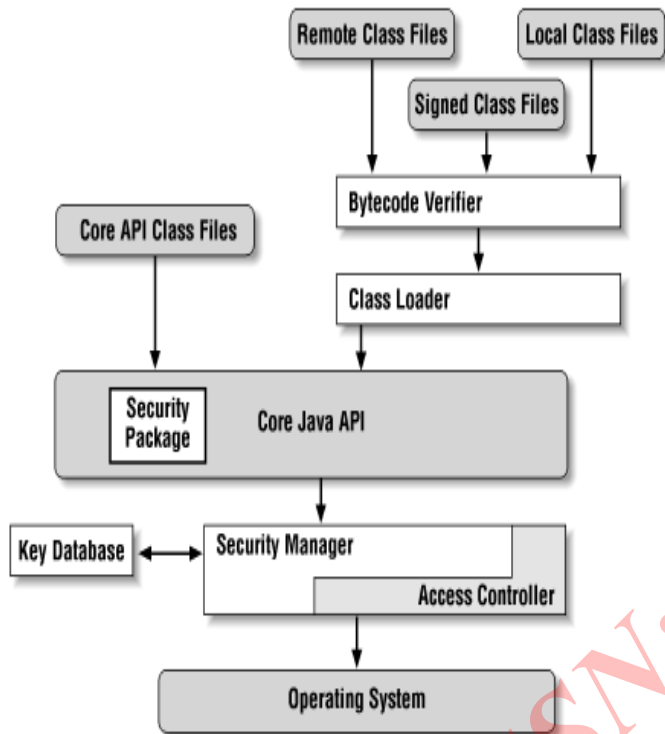 Remote Class Files
Local Class Files
Signed Class Files
Bytecode Verifier
Core API Class Files
Class Loader
Security
Package
Core Java API
Key Database
Security Manager
Access Controller
Operating System